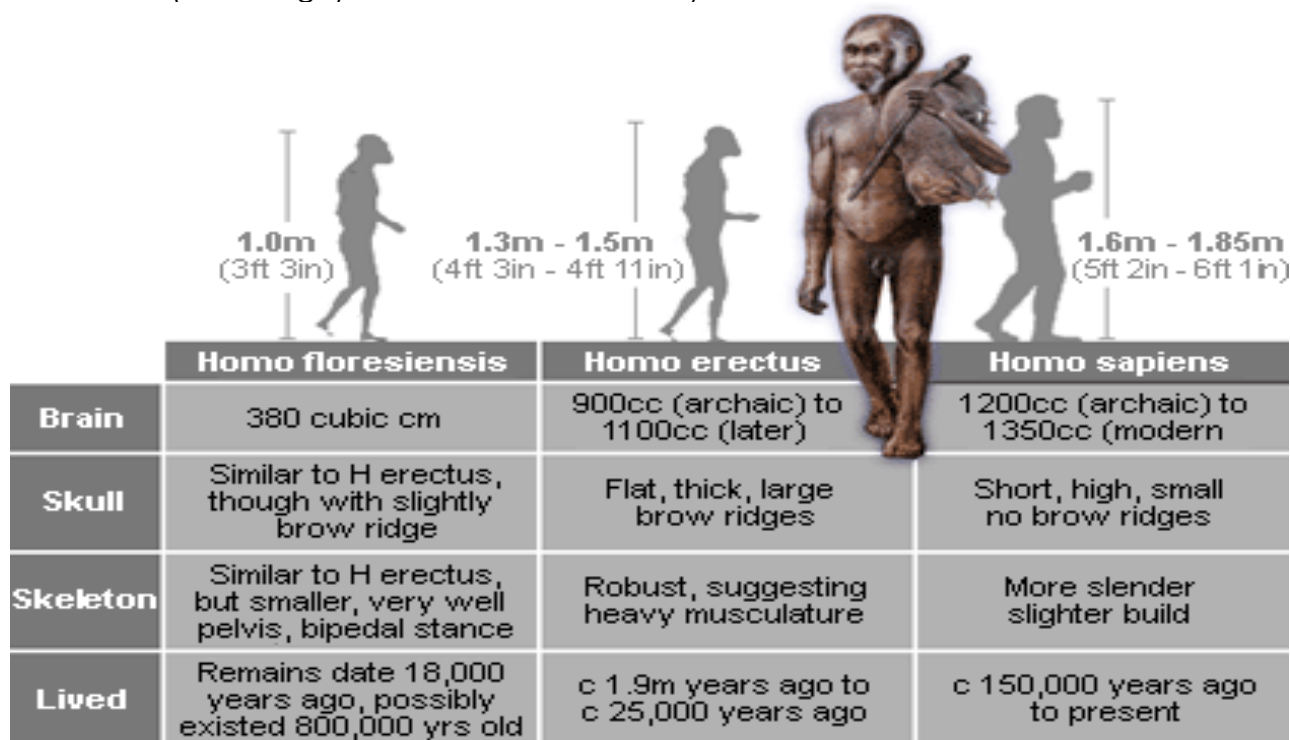 1.0m
(3ft 3in)
1.3m - 1.5m
(4ft 3in - 4ft 11in)
1.6m - 1.85m
(5ft 2in - 6ft 1in)
Homo floresiensis
Homo erectus
Homo sapiens
Brain
380 cubic cm
900cc (archaic) to
1100cc (later)
1200cc (archaic) to
1350cc (modern
Skull
Similar to H erectus,
though with slightly
brow ridge
Flat, thick, large
brow ridges
Short, high, small
no brow ridges
Skeleton
Similar to H erectus,
but smaller, very well
pelvis, bipedal stance
Robust, suggesting
heavy musculature
More slender
slighter build
Lived
Remains date 18,000
years ago, possibly
existed 800,000 yrs old
c 1.9m years ago to
c 25,000 years ago
c 150,000 years ago
to present